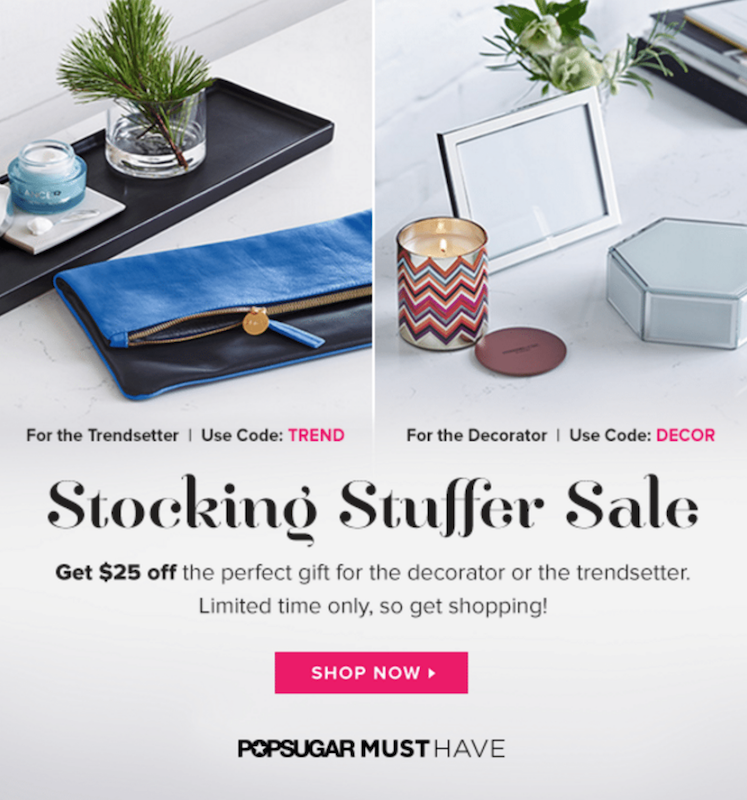 For the Trendsetter | Use Code: TREND
For the Decorator | Use Code: DECOR
Stocking Stuffer Sale
Get $25 off the perfect gift for the decorator or the trendsetter.
Limited time only, so get shopping!
SHOP NOW
POPSUGAR MUST HAVE